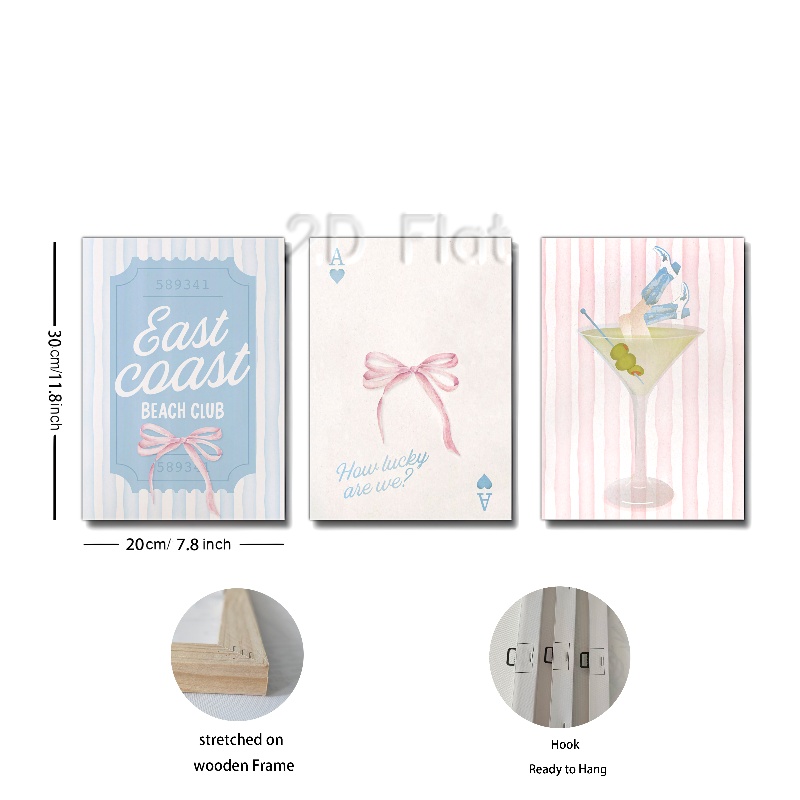 2D Flat
589341
East
coast
BEACH CLUB
589341
A
How lucky
are we?
A
30cm/11.8inch
20cm/ 7.8 inch
stretched on
wooden Frame
Hook
Ready to Hang